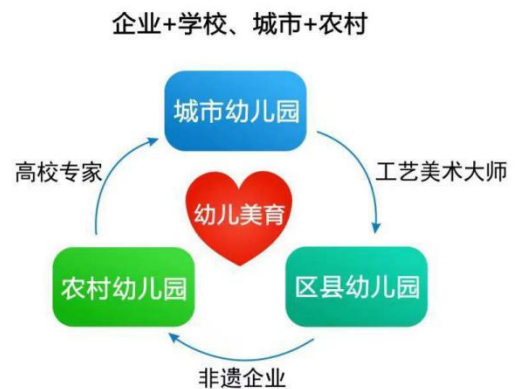 企业+学校、城市+农村
城市幼儿园
高校专家
工艺美术大师
幼儿美育
农村幼儿园
区县幼儿园
非遗企业